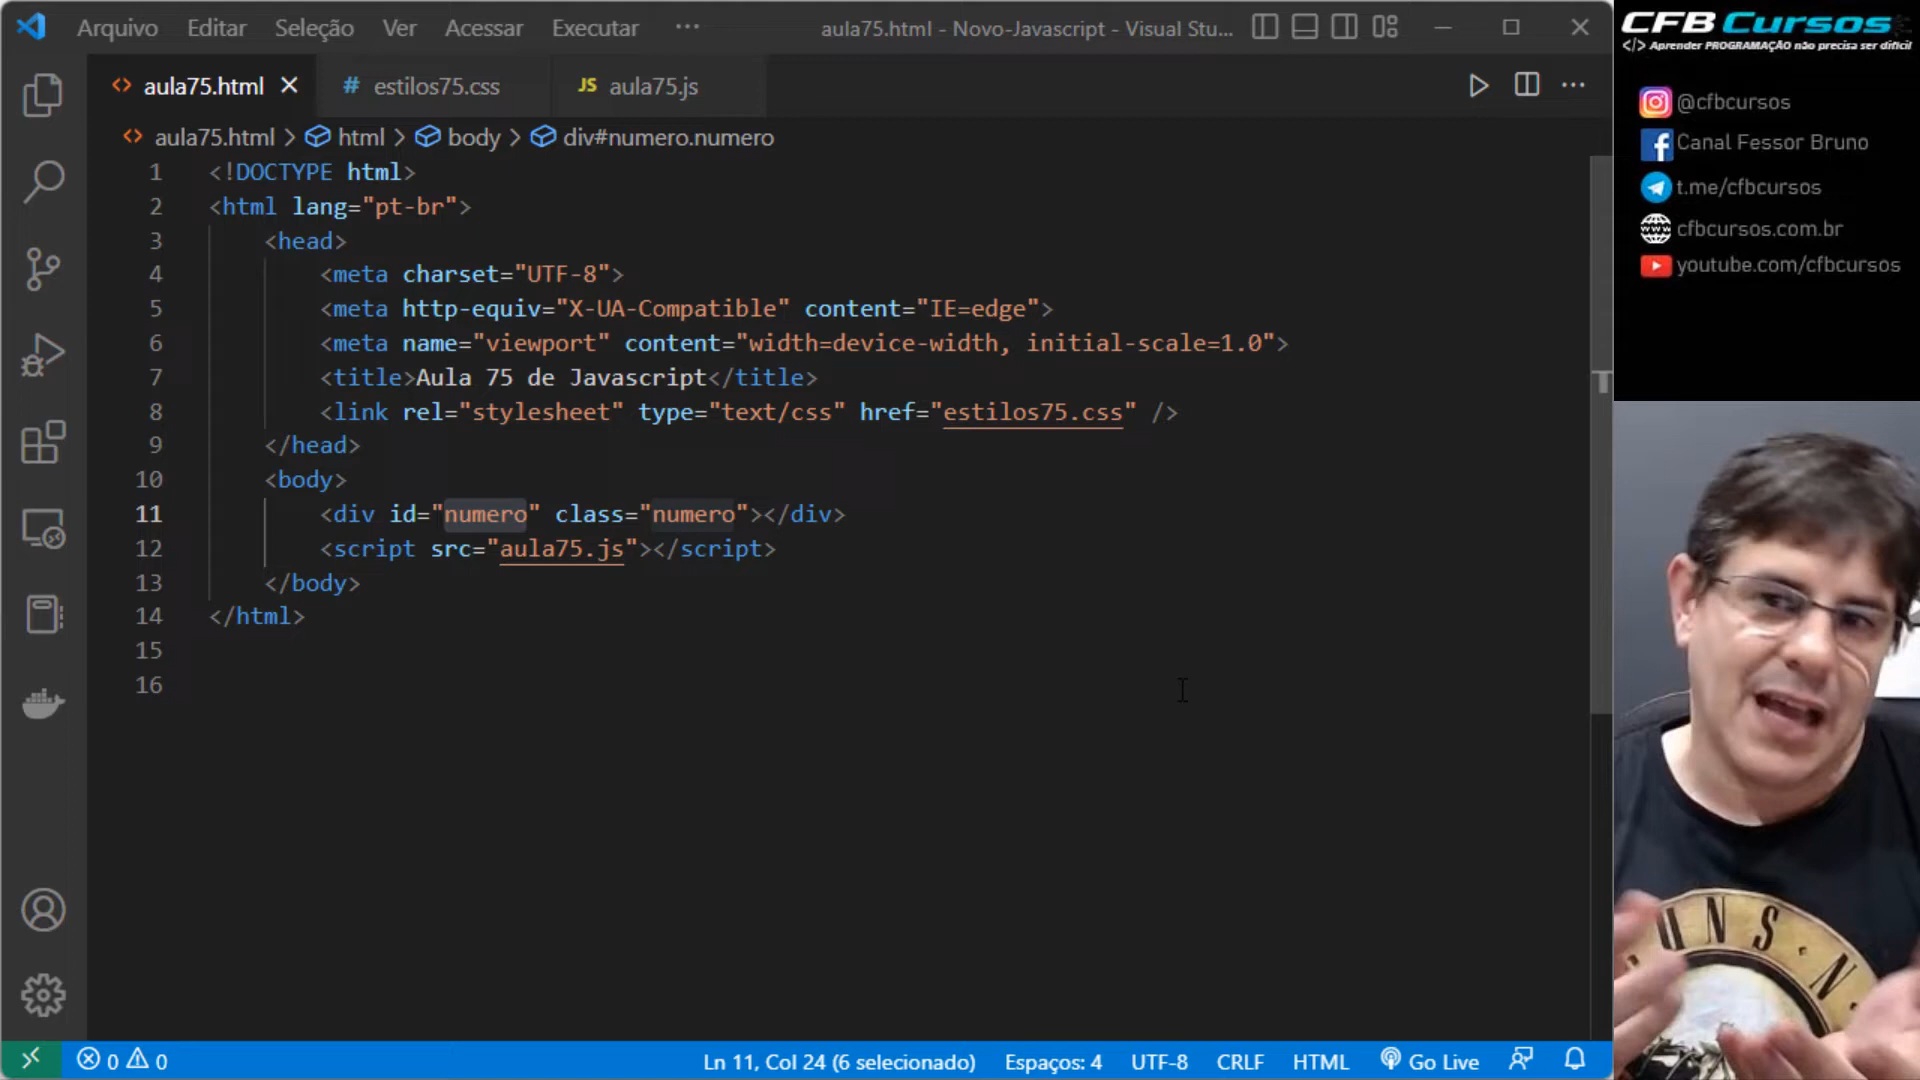 Arquivo Editar Seleção Ver Acessar Executar ··· aula75.html - Novo-Javascript - Visual Stu...
aula75.html # estilos75.css JS aula75.js
aula75.html > html > body > div#numero.numero
1 <!DOCTYPE html>
2 <html lang="pt-br">
3 <head>
4 <meta charset="UTF-8">
5 <meta http-equiv="X-UA-Compatible" content="IE=edge">
6 <meta name="viewport" content="width=device-width, initial-scale=1.0">
7 <title>Aula 75 de Javascript</title>
8 <link rel="stylesheet" type="text/css" href="estilos75.css" />
9 </head>
10 <body>
11 <div id="numero" class="numero"></div>
12 <script src="aula75.js"></script>
13 </body>
14 </html>
15
16
0 0 Ln 11, Col 24 (6 selecionado) Espaços: 4 UTF-8 CRLF HTML Go Live
CFB Cursos
</> Aprender PROGRAMAÇÃO não precisa ser difícil
@cfbcursos
Canal Fessor Bruno
t.me/cfbcursos
cfbcursos.com.br
youtube.com/cfbcursos
UNS · N